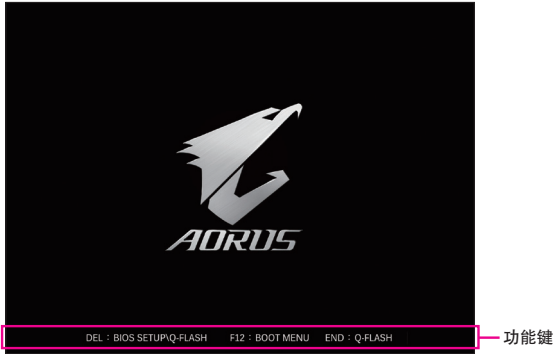 AORUS
DEL：BIOS SETUP\Q-FLASH F12：BOOT MENU END：Q-FLASH
功能键